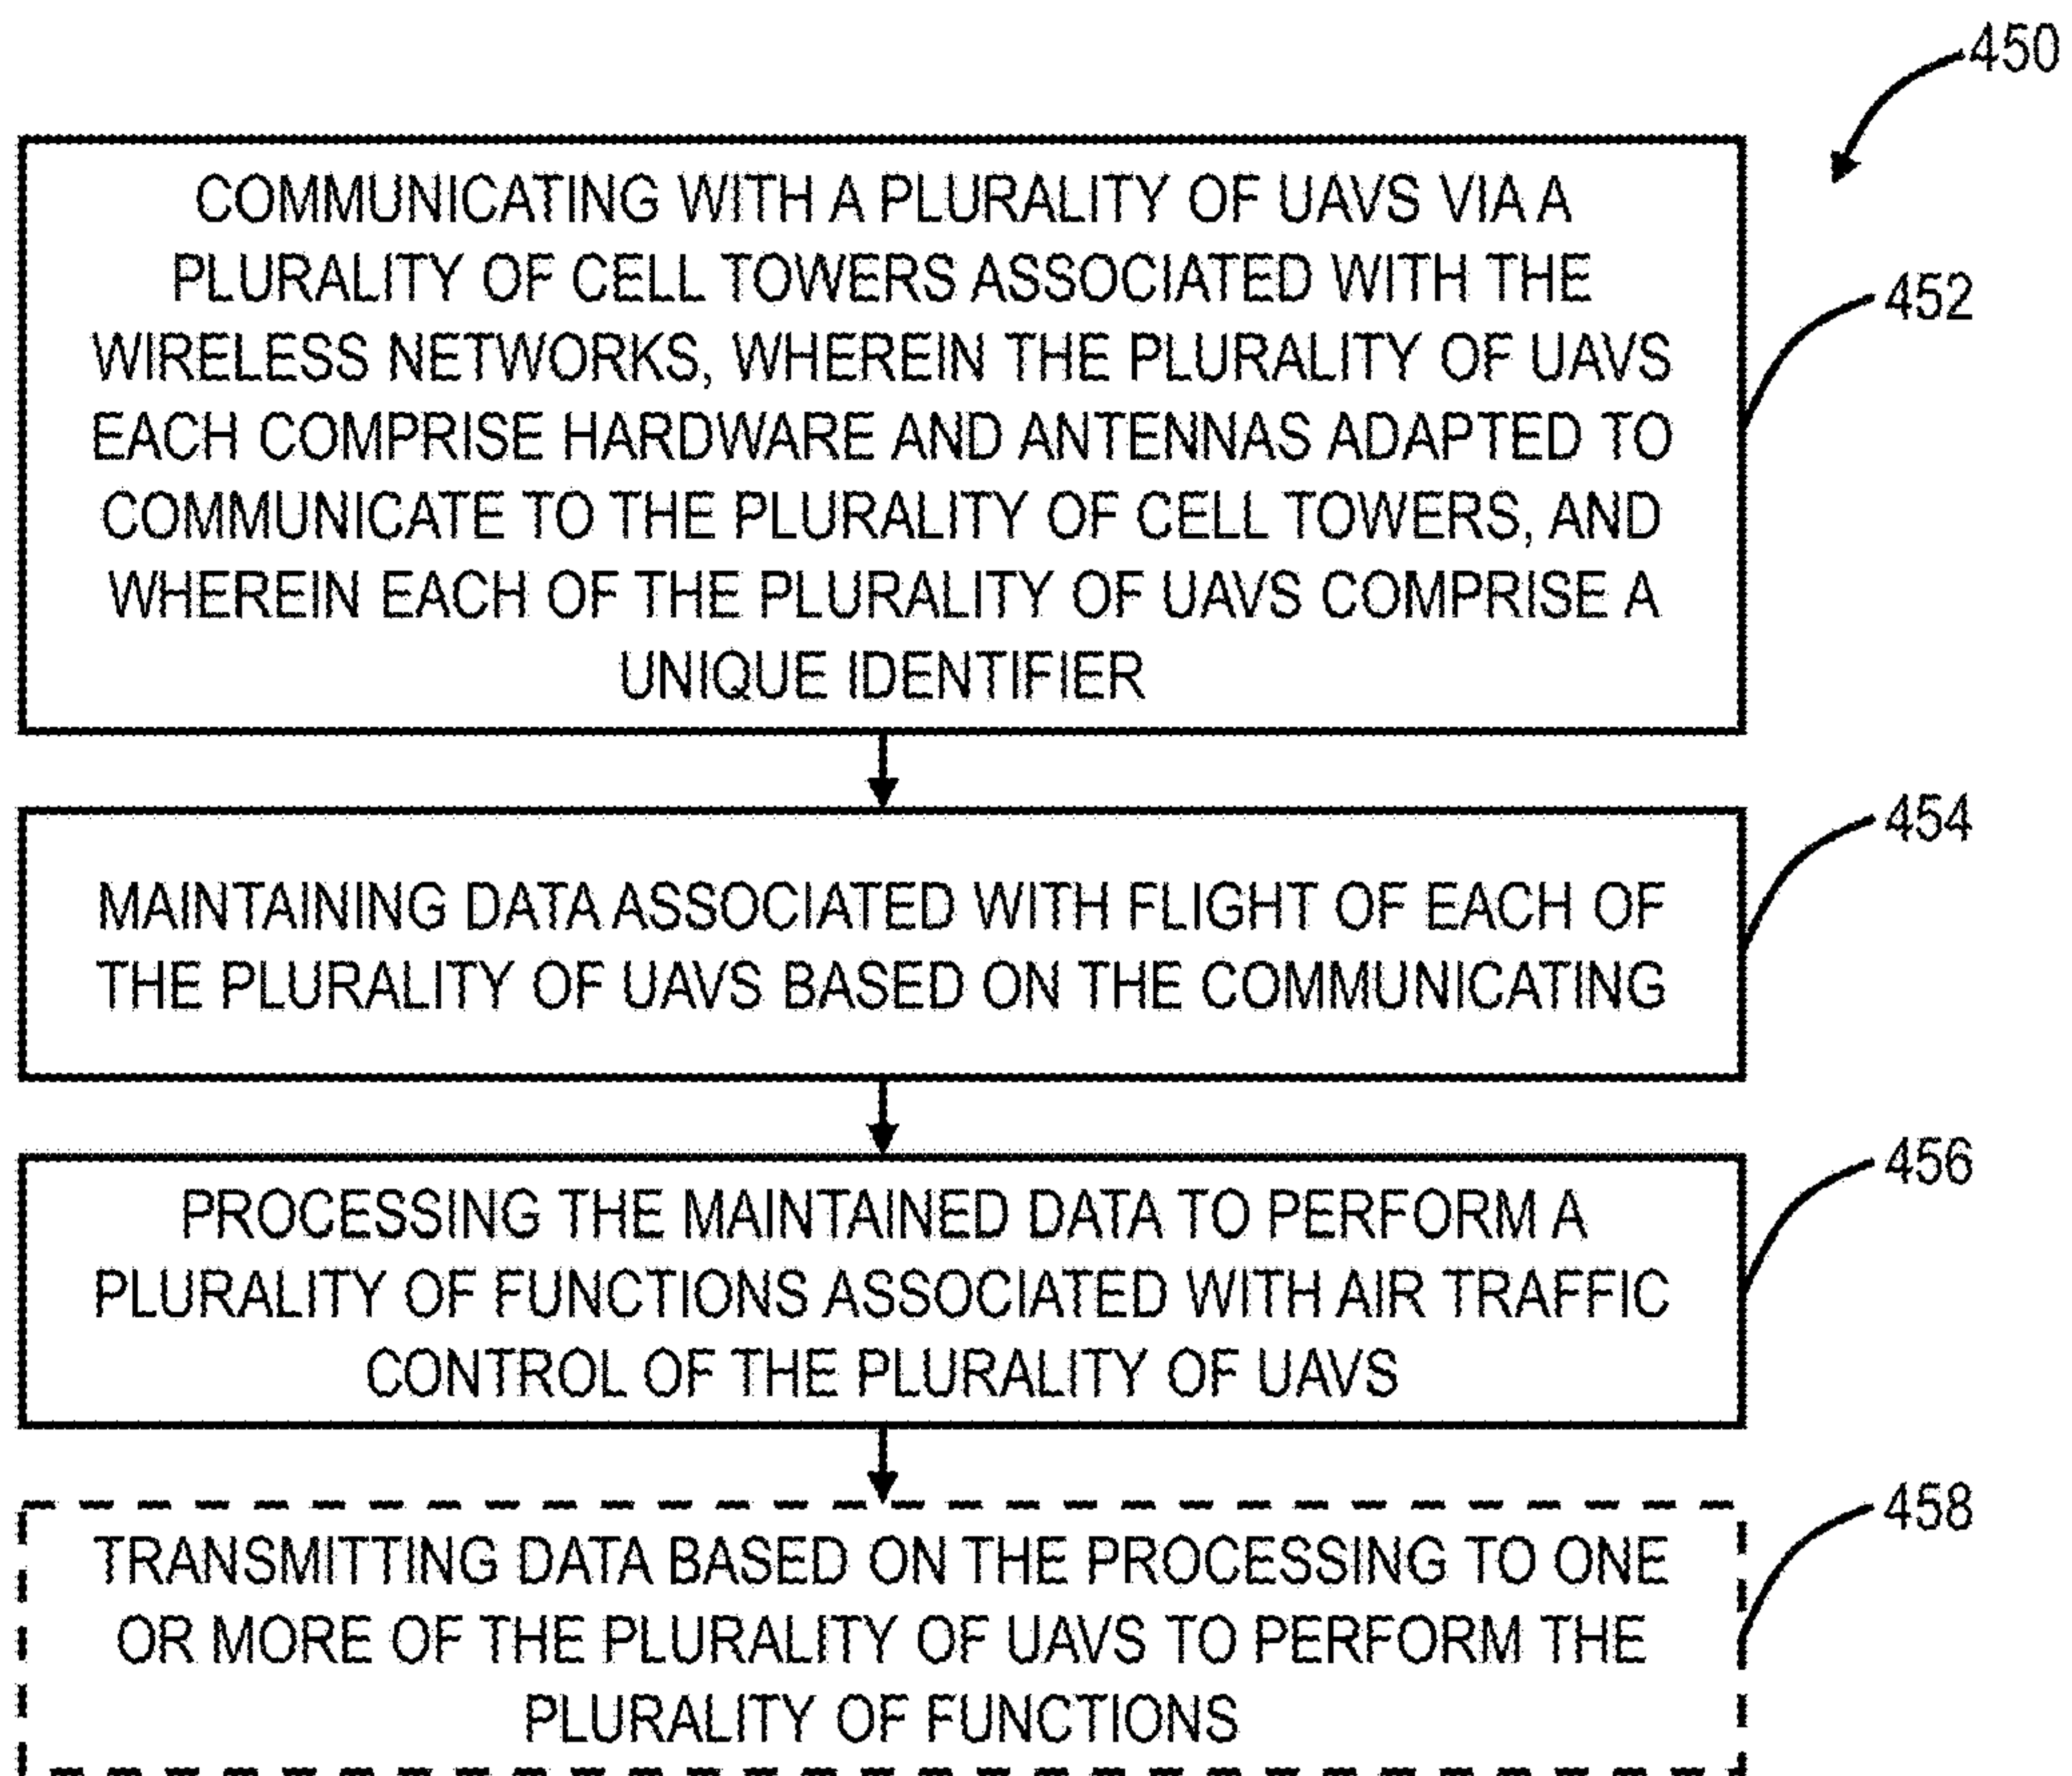 450
COMMUNICATING WITH A PLURALITY OF UAVS VIA A
PLURALITY OF CELL TOWERS ASSOCIATED WITH THE
WIRELESS NETWORKS, WHEREIN THE PLURALITY OF UAVS
EACH COMPRISE HARDWARE AND ANTENNAS ADAPTED TO
COMMUNICATE TO THE PLURALITY OF CELL TOWERS, AND
WHEREIN EACH OF THE PLURALITY OF UAVS COMPRISE A
UNIQUE IDENTIFIER
452
MAINTAINING DATA ASSOCIATED WITH FLIGHT OF EACH OF
THE PLURALITY OF UAVS BASED ON THE COMMUNICATING
454
PROCESSING THE MAINTAINED DATA TO PERFORM A
PLURALITY OF FUNCTIONS ASSOCIATED WITH AIR TRAFFIC
CONTROL OF THE PLURALITY OF UAVS
456
TRANSMITTING DATA BASED ON THE PROCESSING TO ONE
OR MORE OF THE PLURALITY OF UAVS TO PERFORM THE
PLURALITY OF FUNCTIONS
458